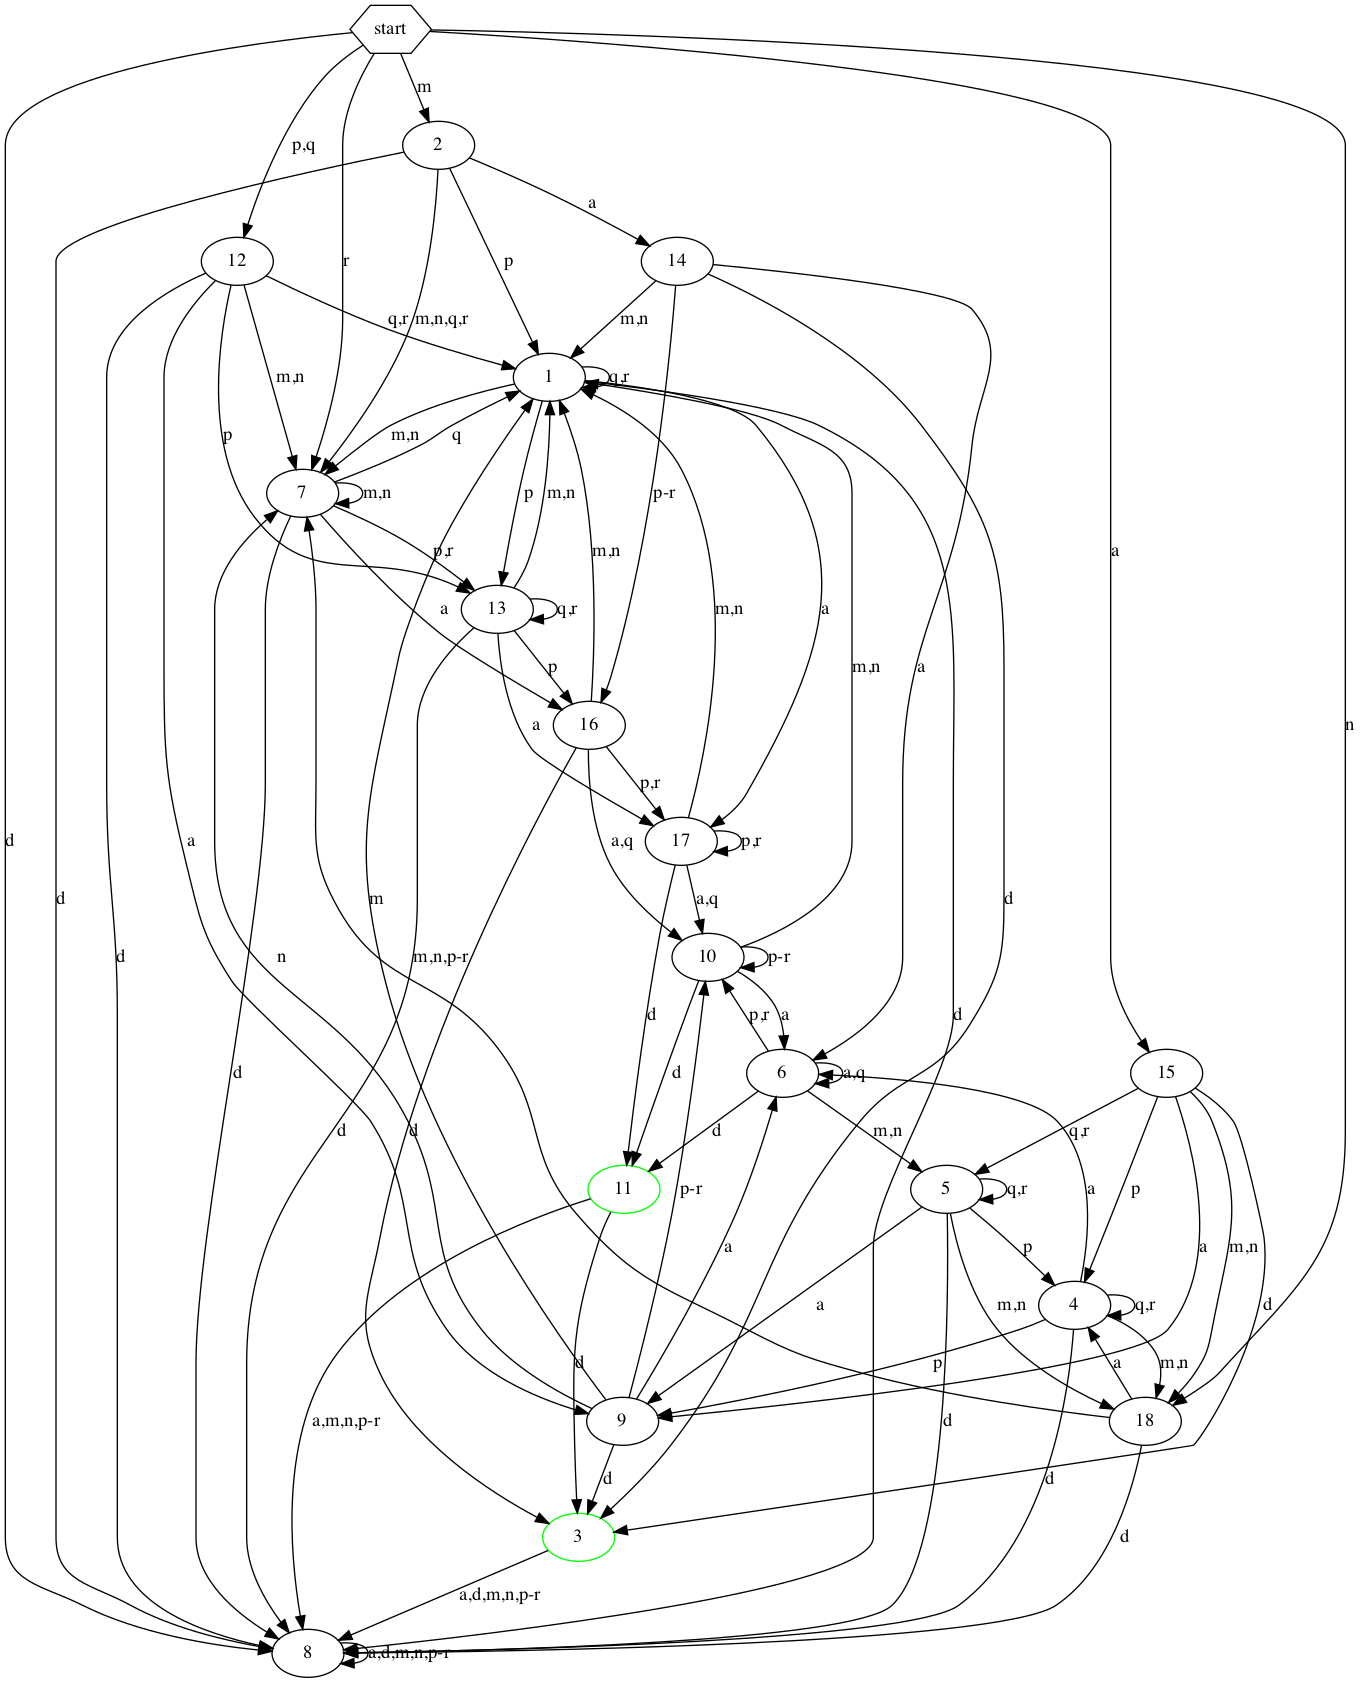 start
m
2
p,q
a
12
14
r
p
q,r
m,n,q,r
m,n
m,n
1
q,r
p
m,n
q
p-r
7
m,n
p
m,n
p,r
m,n
a
a
13
q,r
a
a
m,n
a
p
m,n
16
a
n
p,r
d
a
a,q
17
p,r
d
m
a,q
d
d
n
m,n,p-r
10
p-r
d
a
p,r
d
d
d
6
a,q
15
d
d
d
m,n
q,r
11
p-r
5
q,r
p
a
a
p
a
m,n
a
m,n
4
q,r
d
d
p
a
m,n
a,m,n,p-r
9
d
18
d
d
d
3
a,d,m,n,p-r
8
a,d,m,n,p-r